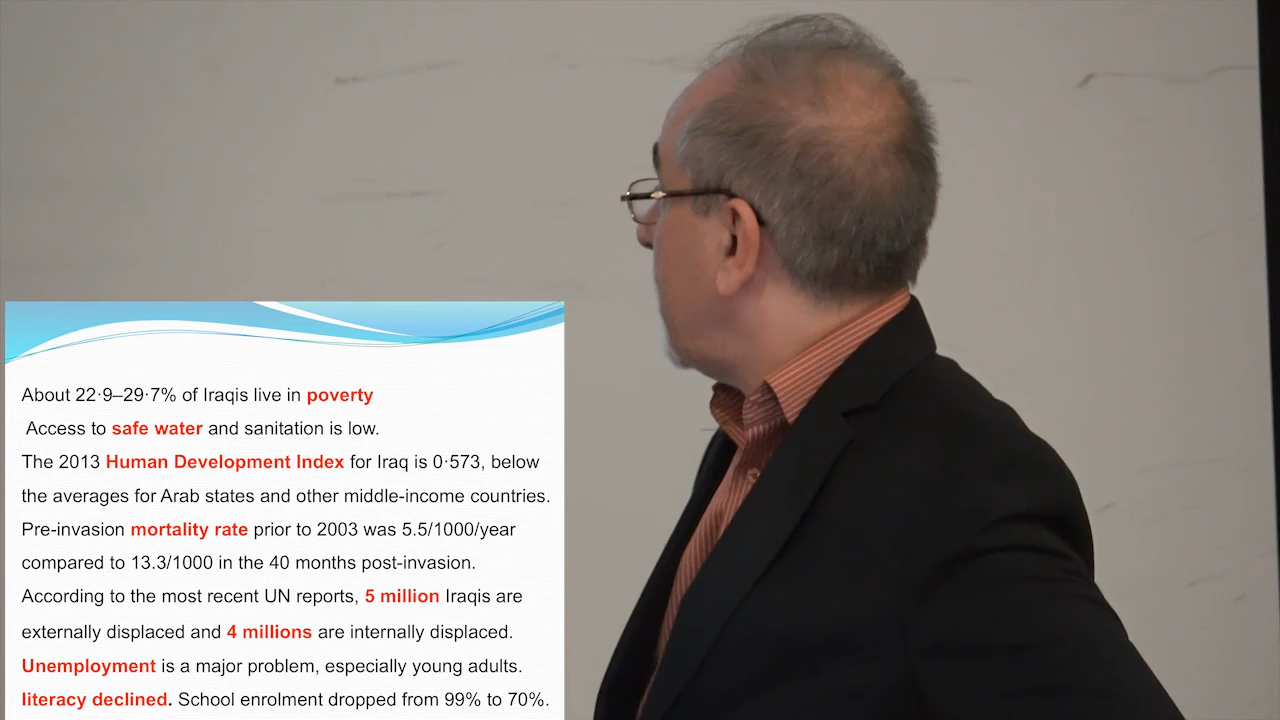 About 22·9–29·7% of Iraqis live in poverty
Access to safe water and sanitation is low.
The 2013 Human Development Index for Iraq is 0·573, below
the averages for Arab states and other middle-income countries.
Pre-invasion mortality rate prior to 2003 was 5.5/1000/year
compared to 13.3/1000 in the 40 months post-invasion.
According to the most recent UN reports, 5 million Iraqis are
externally displaced and 4 millions are internally displaced.
Unemployment is a major problem, especially young adults.
literacy declined. School enrolment dropped from 99% to 70%.